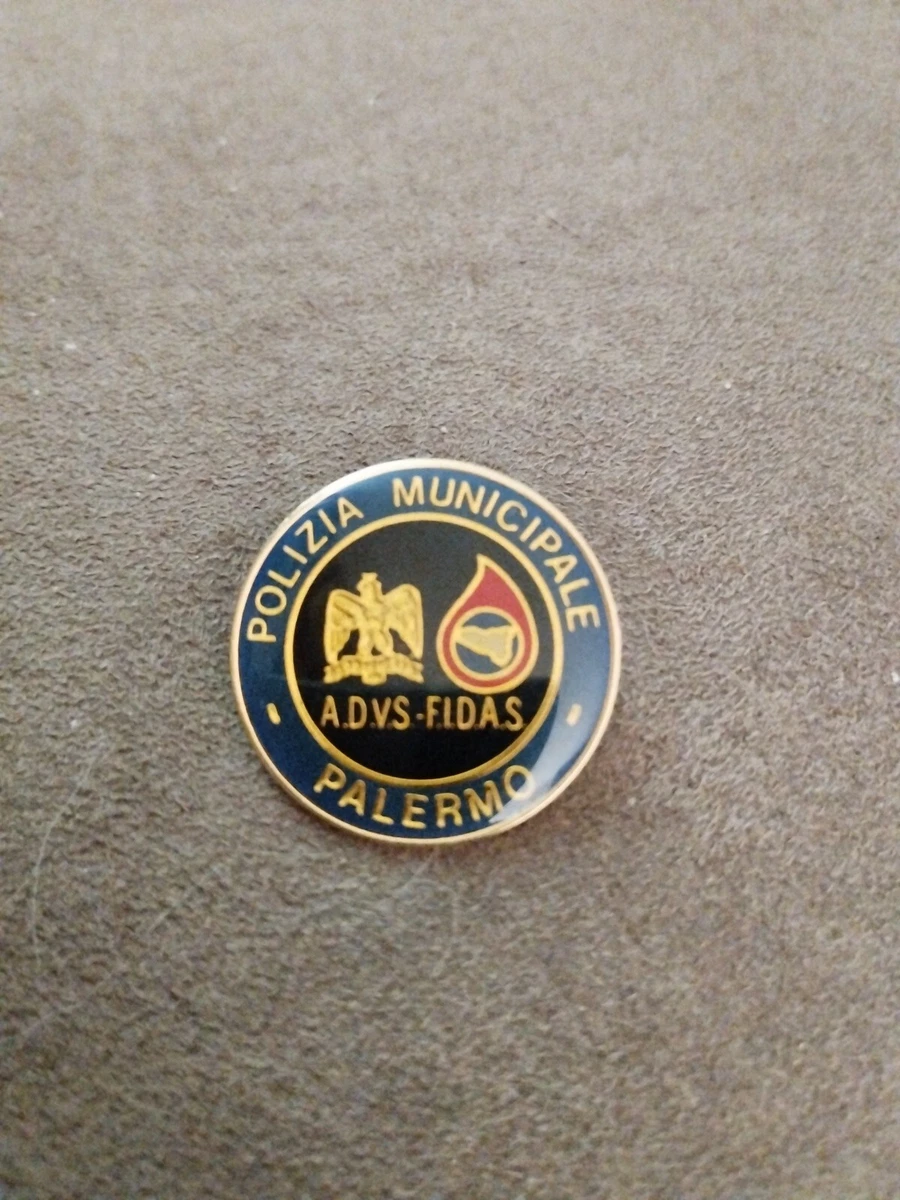 POLIZIA MUNICIPALE
A.D.V.S - F.I.D.A.S.
PALERMO